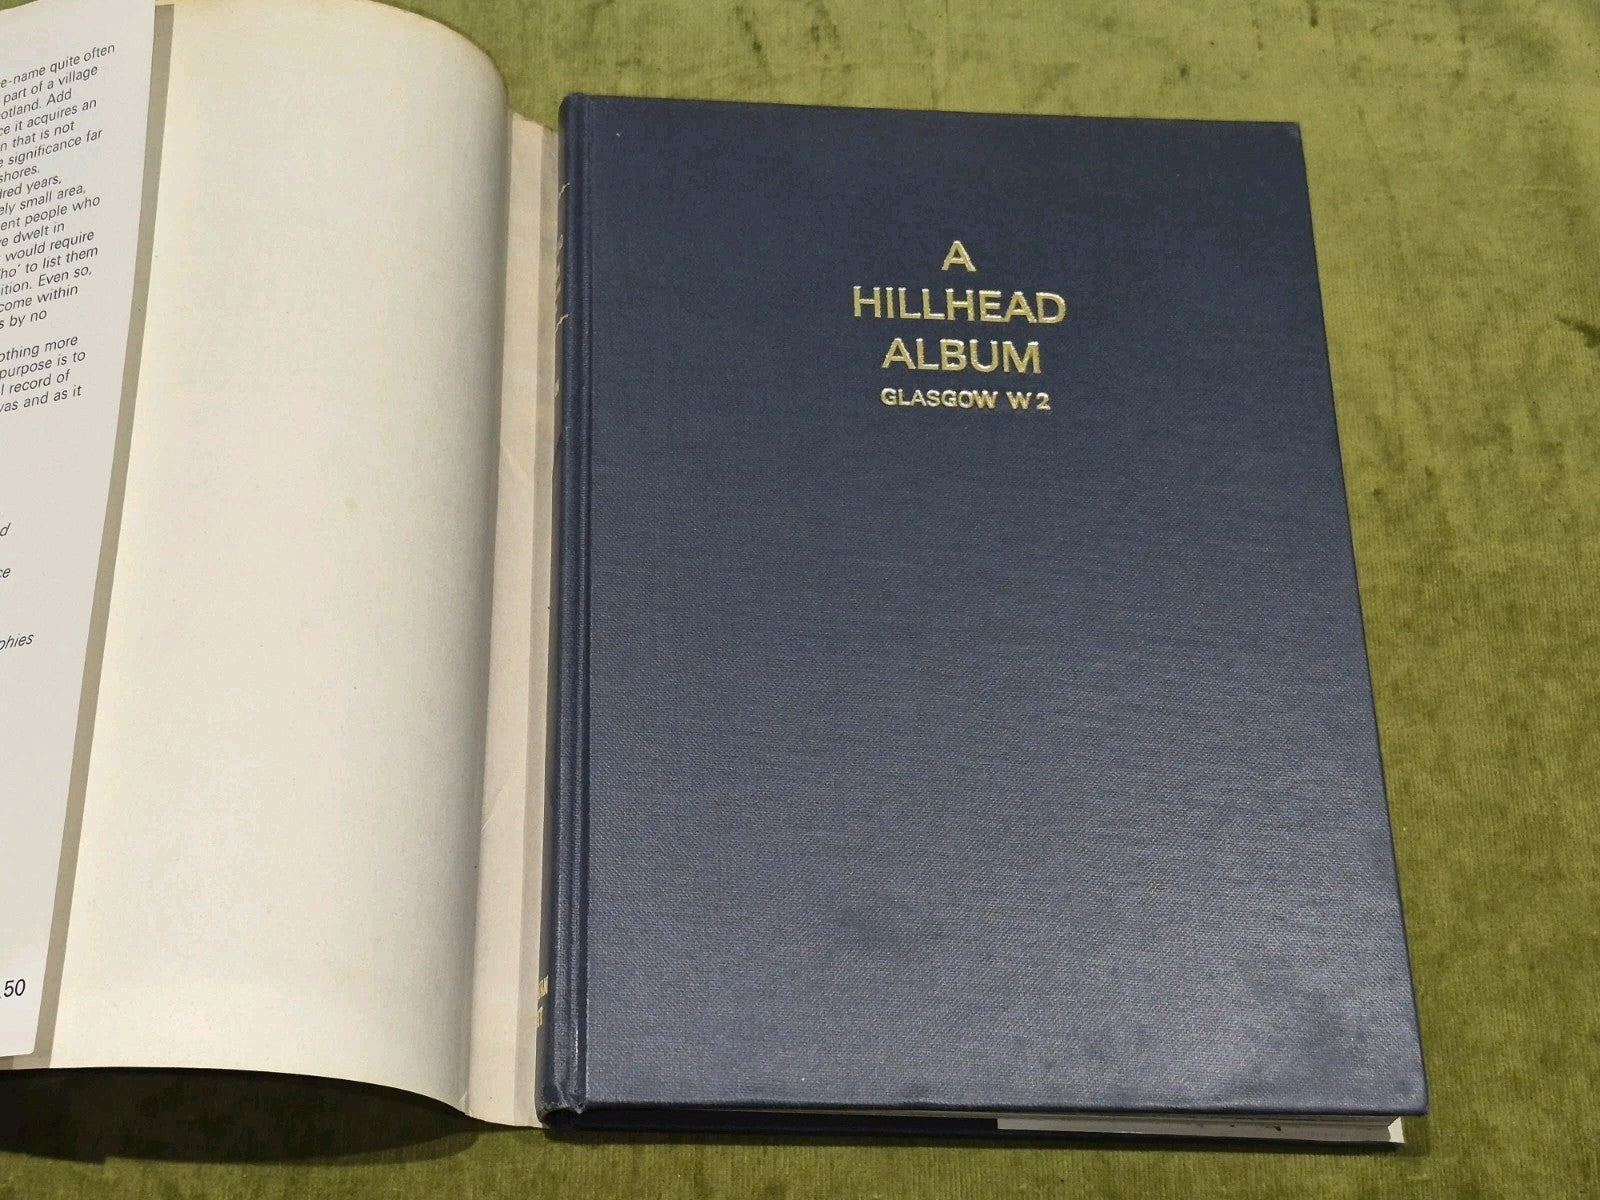 e-name quite often
part of a village
otland. Add
ce it acquires an
n that is not
e significance far
shores.
dred years,
ely small area,
ent people who
ve dwelt in
would require
ho' to list them
ition. Even so,
come within
s by no
othing more
purpose is to
l record of
was and as it
d
ce
phies
.50
A
HILLHEAD
ALBUM
GLASGOW W2